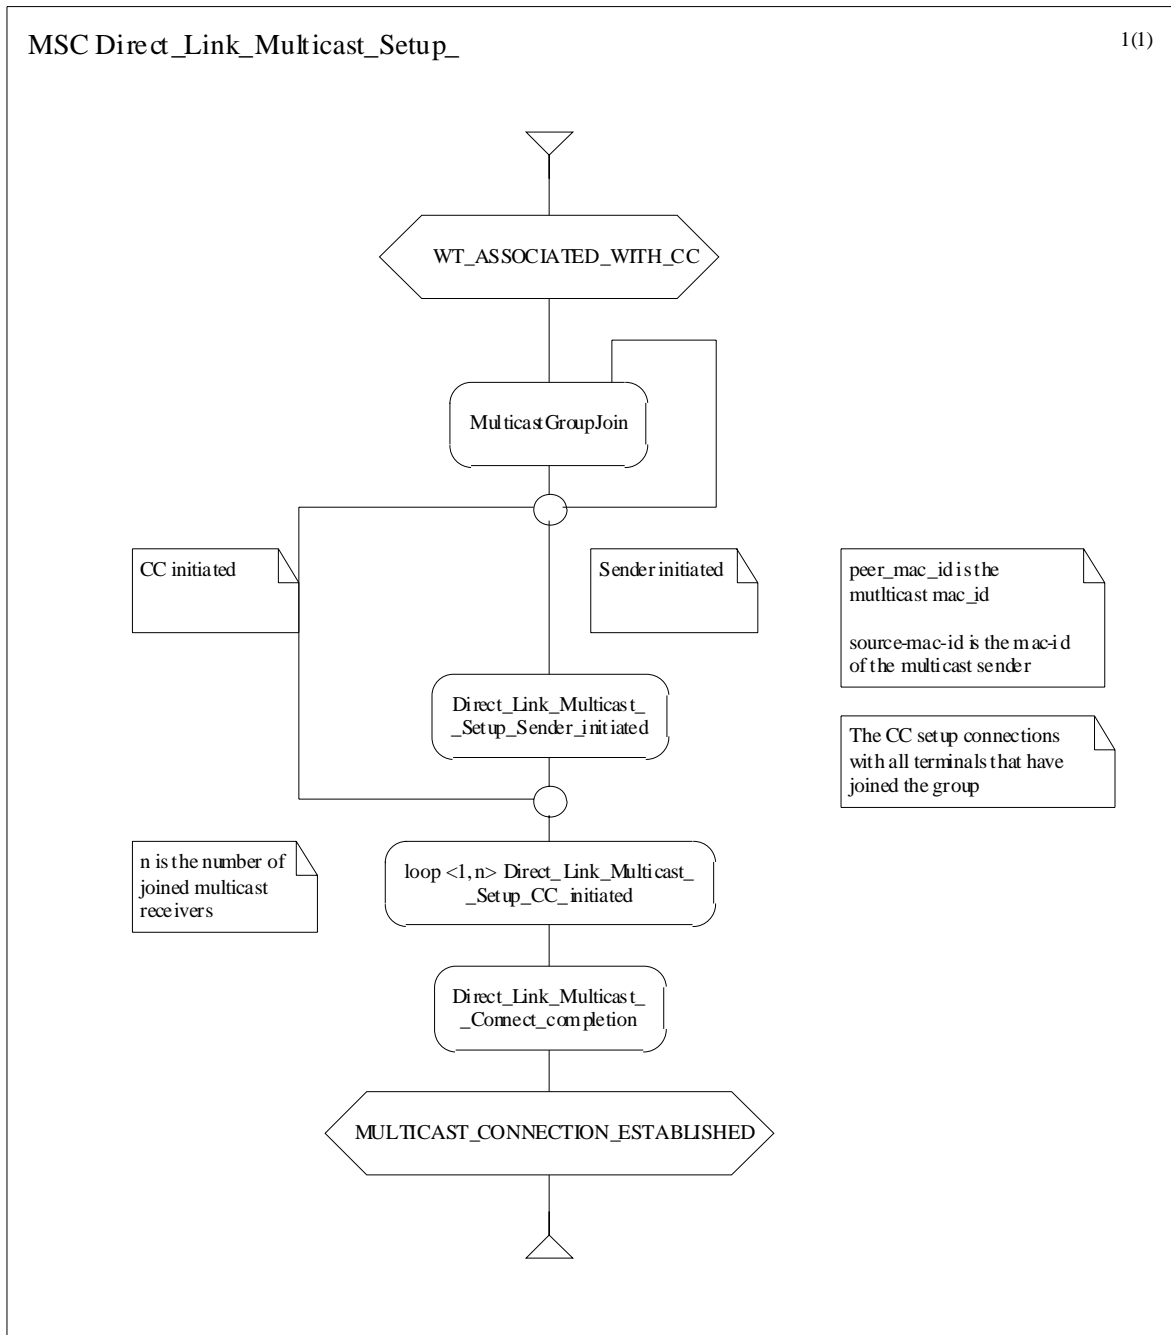 MSC Direct_Link_Multicast_Setup_
1(1)
WT_ASSOCIATED_WITH_CC
MulticastGroupJoin
CC initiated
Sender initiated
peer_mac_id is the
mutlticast mac_id
source-mac-id is the mac-id
of the multicast sender
Direct_Link_Multicast_
_Setup_Sender_initiated
The CC setup connections
with all terminals that have
joined the group
n is the number of
joined multicast
receivers
loop <1, n> Direct_Link_Multicast_
_Setup_CC_initiated
Direct_Link_Multicast_
_Connect_completion
MULTICAST_CONNECTION_ESTABLISHED